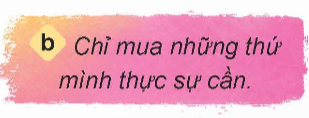 b Chỉ mua những thứ
mình thực sự cần.